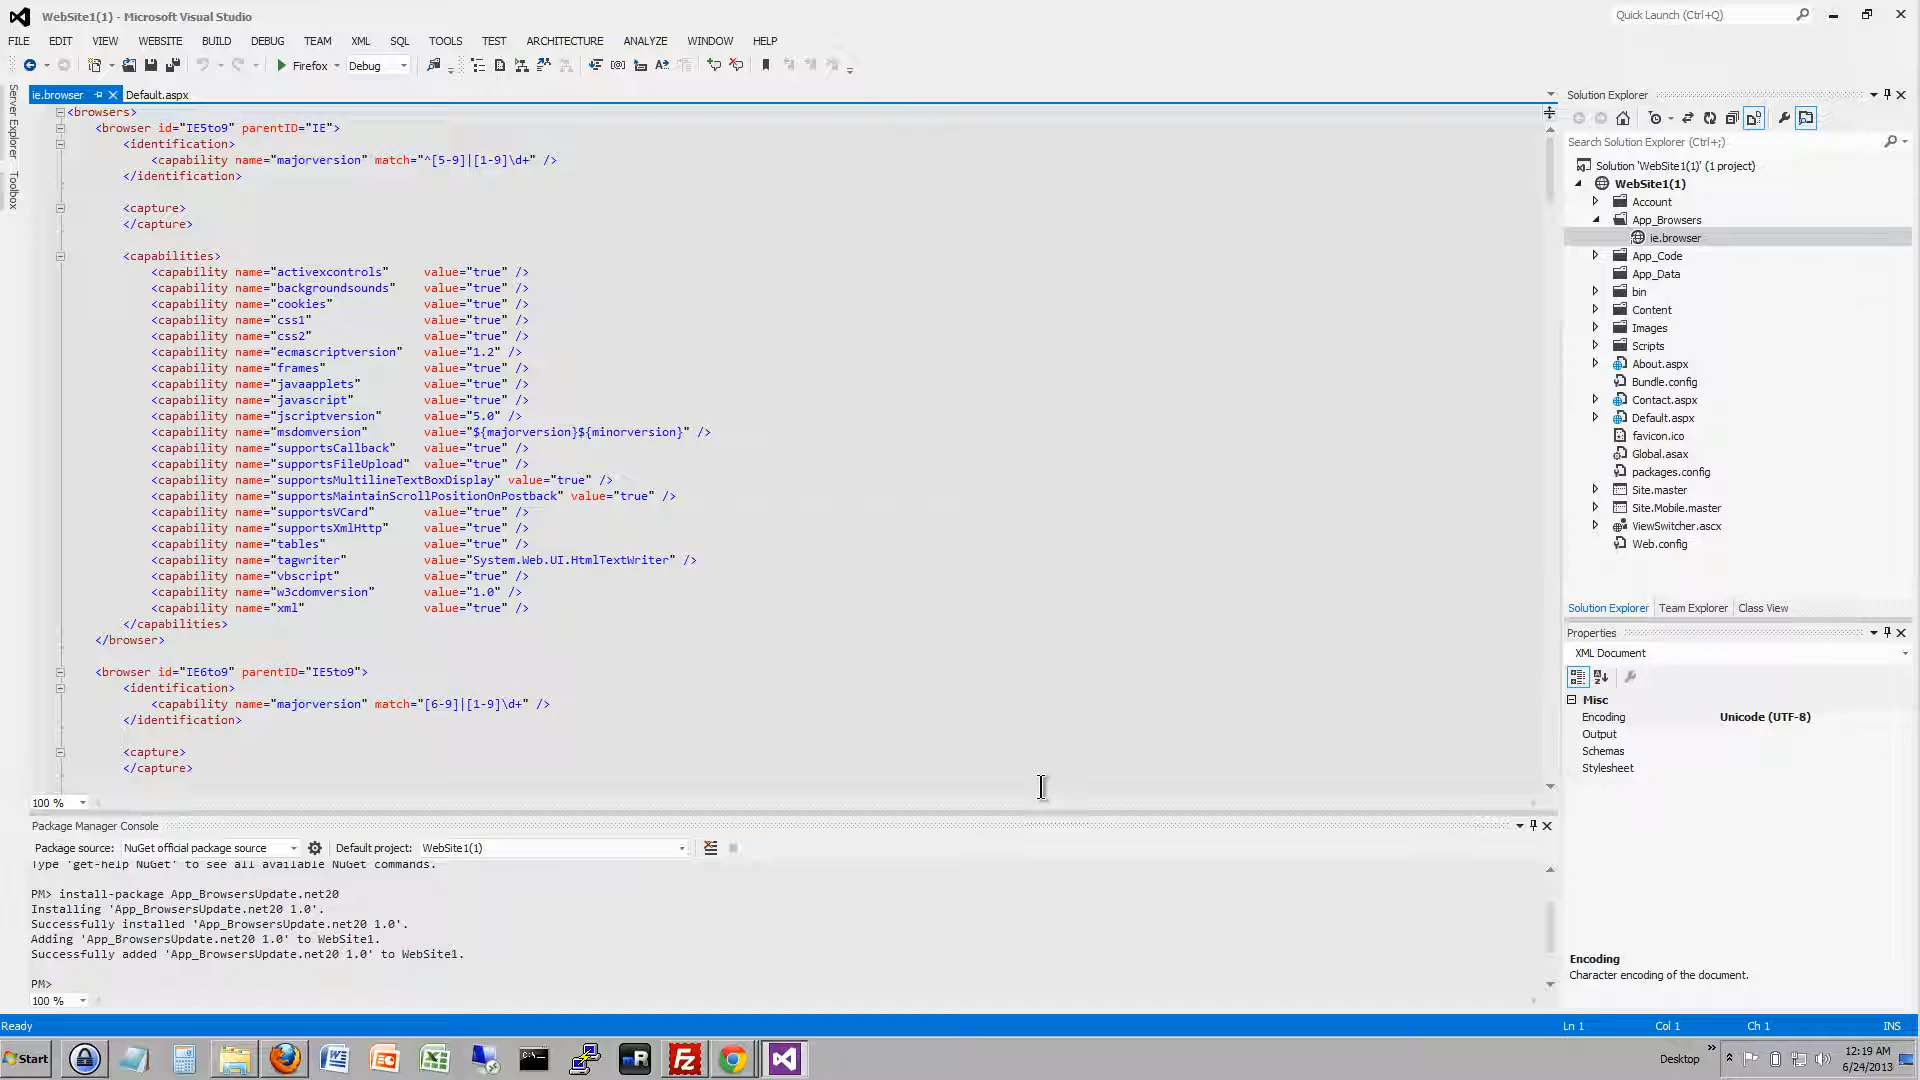 WebSite1(1) - Microsoft Visual Studio
Quick Launch (Ctrl+Q)
FILE EDIT VIEW WEBSITE BUILD DEBUG TEAM XML SQL TOOLS TEST ARCHITECTURE ANALYZE WINDOW HELP
Firefox Debug
Server Explorer
Toolbox
ie.browser Default.aspx
<browsers>
<browser id="IE5to9" parentID="IE">
<identification>
<capability name="majorversion" match="^[5-9]|[1-9]\d+" />
</identification>
<capture>
</capture>
<capabilities>
<capability name="activexcontrols" value="true" />
<capability name="backgroundsounds" value="true" />
<capability name="cookies" value="true" />
<capability name="css1" value="true" />
<capability name="css2" value="true" />
<capability name="ecmascriptversion" value="1.2" />
<capability name="frames" value="true" />
<capability name="javaapplets" value="true" />
<capability name="javascript" value="true" />
<capability name="jscriptversion" value="5.0" />
<capability name="msdomversion" value="${majorversion}${minorversion}" />
<capability name="supportsCallback" value="true" />
<capability name="supportsFileUpload" value="true" />
<capability name="supportsMultilineTextBoxDisplay" value="true" />
<capability name="supportsMaintainScrollPositionOnPostback" value="true" />
<capability name="supportsVCard" value="true" />
<capability name="supportsXmlHttp" value="true" />
<capability name="tables" value="true" />
<capability name="tagwriter" value="System.Web.UI.HtmlTextWriter" />
<capability name="vbscript" value="true" />
<capability name="w3cdomversion" value="1.0" />
<capability name="xml" value="true" />
</capabilities>
</browser>
<browser id="IE6to9" parentID="IE5to9">
<identification>
<capability name="majorversion" match="[6-9]|[1-9]\d+" />
</identification>
<capture>
</capture>
100 %
Package Manager Console
Package source: NuGet official package source Default project: WebSite1(1)
Type 'get-help NuGet' to see all available NuGet commands.
PM> install-package App_BrowsersUpdate.net20
Installing 'App_BrowsersUpdate.net20 1.0'.
Successfully installed 'App_BrowsersUpdate.net20 1.0'.
Adding 'App_BrowsersUpdate.net20 1.0' to WebSite1.
Successfully added 'App_BrowsersUpdate.net20 1.0' to WebSite1.
PM>
100 %
Solution Explorer
Search Solution Explorer (Ctrl+;)
Solution 'WebSite1(1)' (1 project)
WebSite1(1)
Account
App_Browsers
ie.browser
App_Code
App_Data
bin
Content
Images
Scripts
About.aspx
Bundle.config
Contact.aspx
Default.aspx
favicon.ico
Global.asax
packages.config
Site.master
Site.Mobile.master
ViewSwitcher.ascx
Web.config
Solution Explorer Team Explorer Class View
Properties
XML Document
Misc
Encoding Unicode (UTF-8)
Output
Schemas
Stylesheet
Encoding
Character encoding of the document.
Ready Ln 1 Col 1 Ch 1 INS
Start
Desktop
12:19 AM
6/24/2013